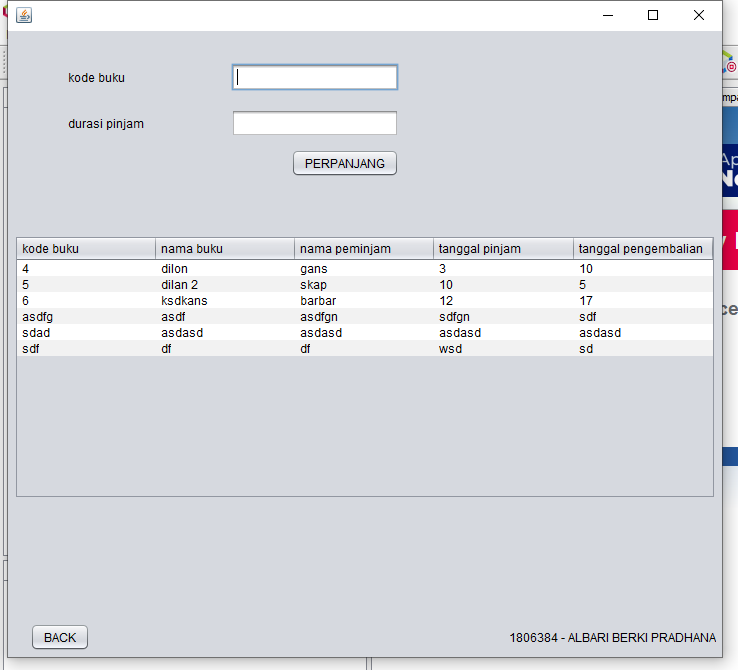 kode buku
durasi pinjam
PERPANJANG
kode buku nama buku nama peminjam tanggal pinjam tanggal pengembalian
4 dilon gans 3 10
5 dilan 2 skap 10 5
6 ksdkans barbar 12 17
asdfg asdf asdfgn sdfgn sdf
sdad asdasd asdasd asdasd asdasd
sdf df df wsd sd
BACK 1806384 - ALBARI BERKI PRADHANA